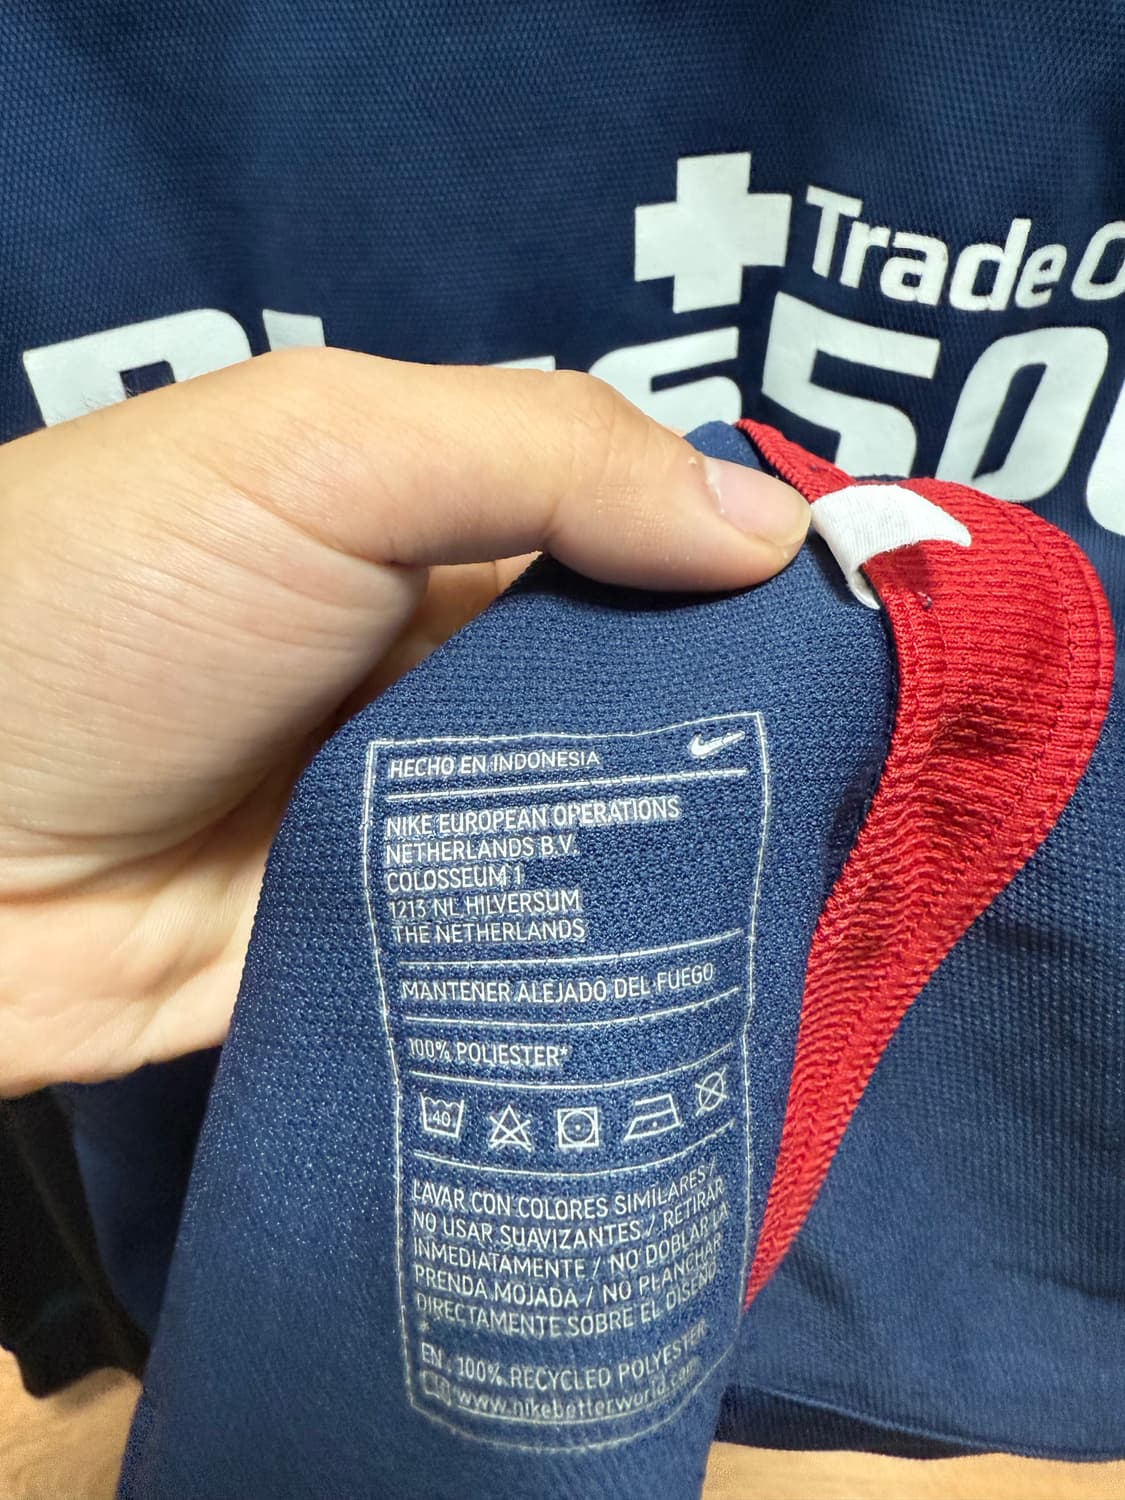 Trade
500
HECHO EN INDONESIA
NIKE EUROPEAN OPERATIONS
NETHERLANDS B.V.
COLOSSEUM 1
1213 NL HILVERSUM
THE NETHERLANDS
MANTENER ALEJADO DEL FUEGO
100% POLIESTER*
40
LAVAR CON COLORES SIMILARES /
NO USAR SUAVIZANTES / RETIRAR
INMEDIATAMENTE / NO DOBLAR LA
PRENDA MOJADA / NO PLANCHAR
DIRECTAMENTE SOBRE EL DISEÑO
*
EN . 100% RECYCLED POLYESTER
www.nikebetterworld.com